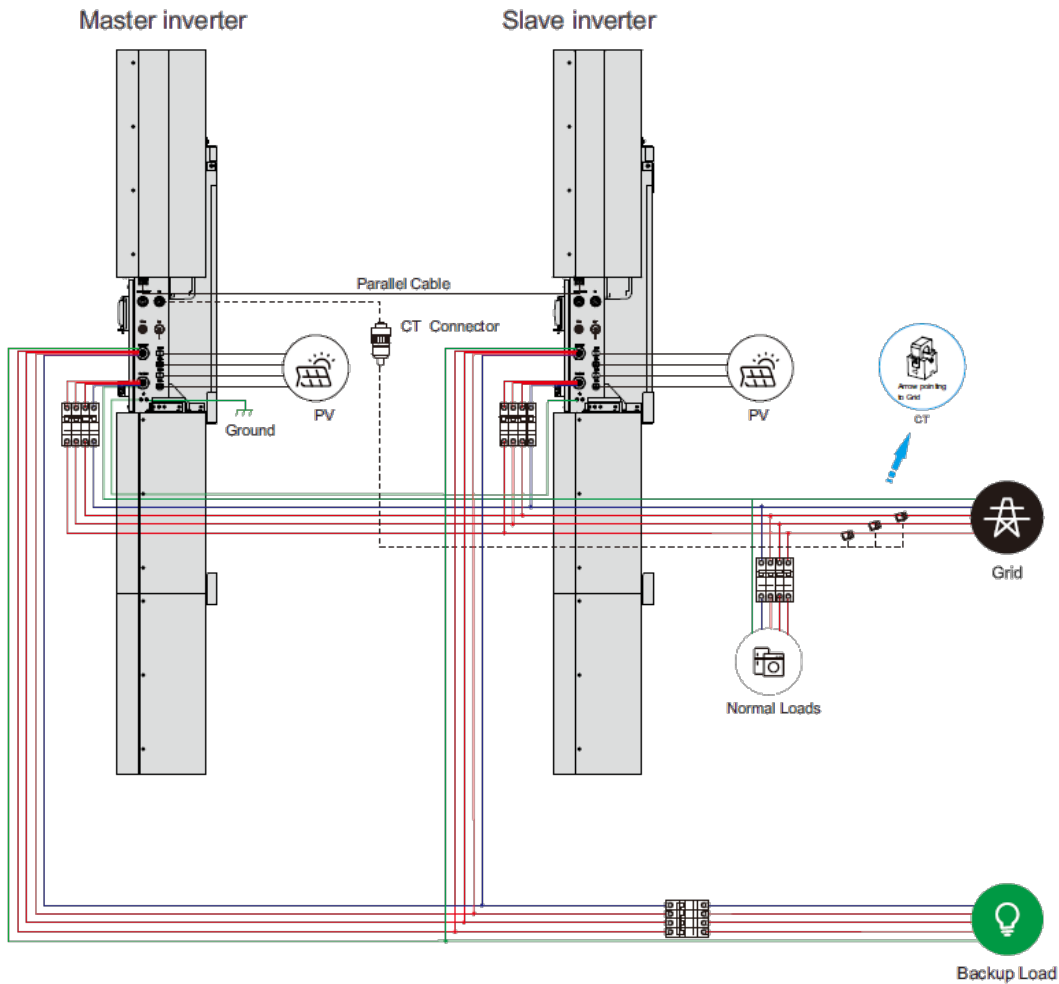 Master inverter
Slave inverter
Parallel Cable
CT Connector
Arrow pointing
to Grid
CT
PV
PV
Ground
Grid
Normal Loads
Backup Load